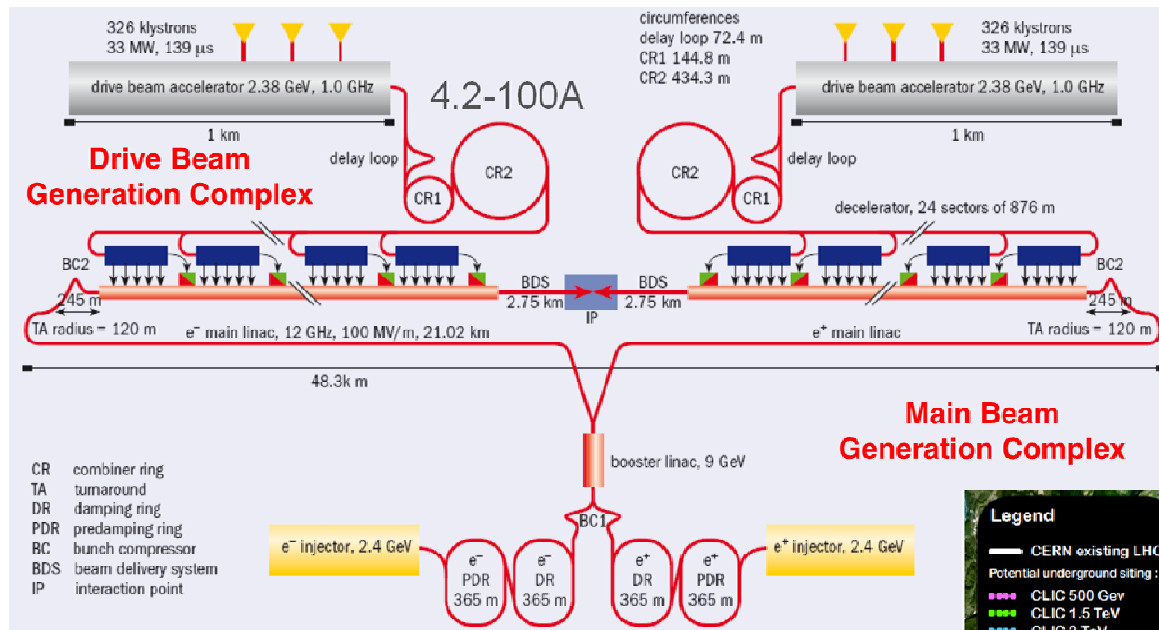 326 klystrons
33 MW, 139 μs
circumferences
delay loop 72.4 m
CR1 144.8 m
CR2 434.3 m
326 klystrons
33 MW, 139 μs
drive beam accelerator 2.38 GeV, 1.0 GHz
4.2-100A
drive beam accelerator 2.38 GeV, 1.0 GHz
1 km
1 km
Drive Beam
Generation Complex
delay loop
CR1
CR2
CR2
CR1
delay loop
decelerator, 24 sectors of 876 m
BC2
BDS
2.75 km
IP
BDS
2.75 km
BC2
245 m
TA radius = 120 m
e⁻ main linac, 12 GHz, 100 MV/m, 21.02 km
e⁺ main linac
245 m
TA radius = 120 m
48.3k m
Main Beam
Generation Complex
booster linac, 9 GeV
CR combiner ring
TA turnaround
DR damping ring
PDR predamping ring
BC bunch compressor
BDS beam delivery system
IP interaction point
BC1
e⁻ injector, 2.4 GeV
e⁻
PDR
365 m
e⁻
DR
365 m
e⁺
DR
365 m
e⁺
PDR
365 m
e⁺ injector, 2.4 GeV
Legend
CERN existing LHC
Potential underground siting :
CLIC 500 Gev
CLIC 1.5 TeV